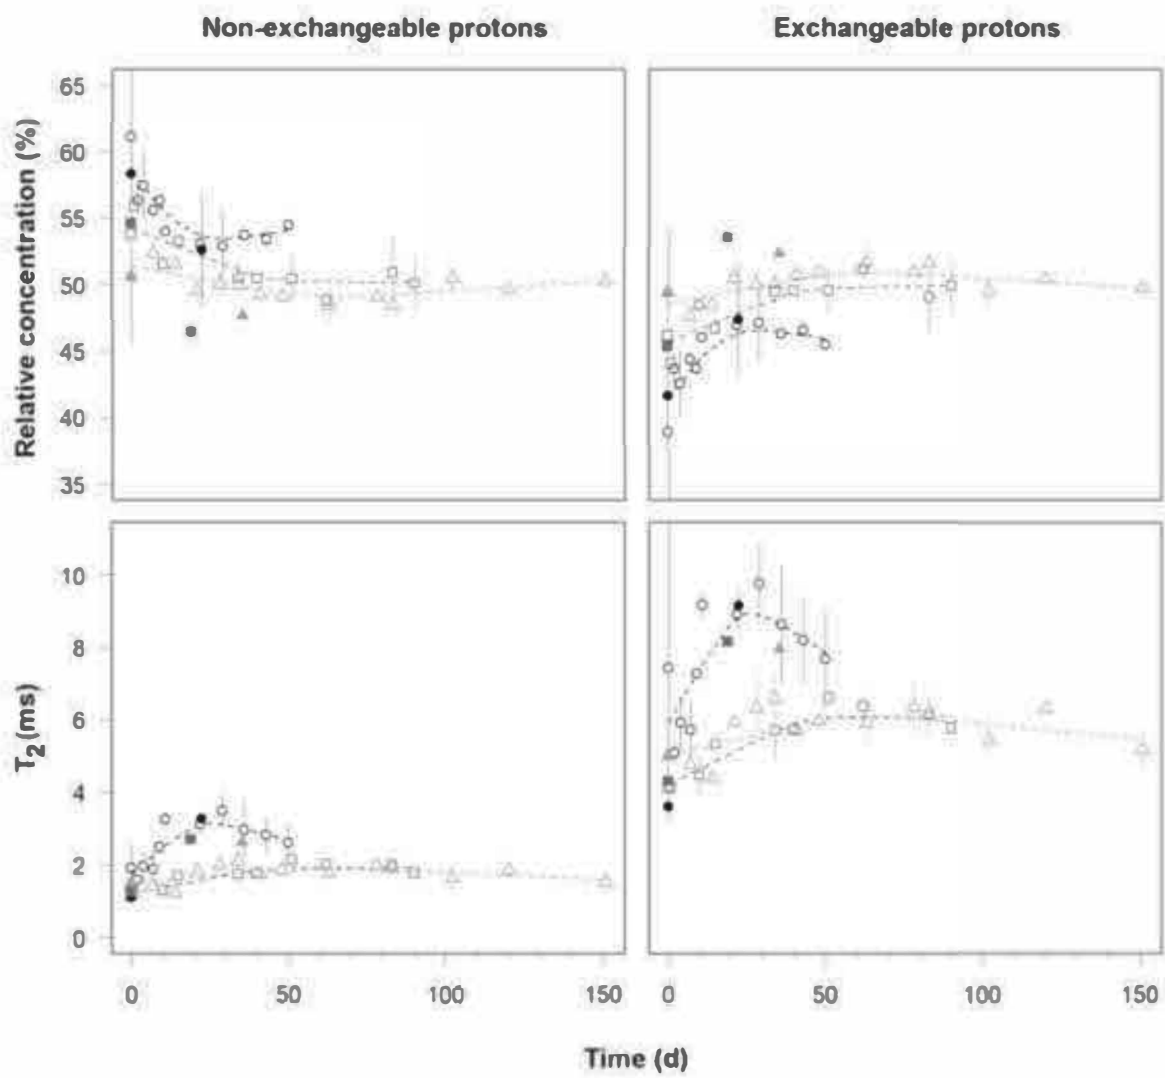 Non-exchangeable protons
Exchangeable protons
Relative concentration (%)
65
60
55
50
45
40
35
T2 (ms)
10
8
6
4
2
0
0 50 100 150
0 50 100 150
Time (d)